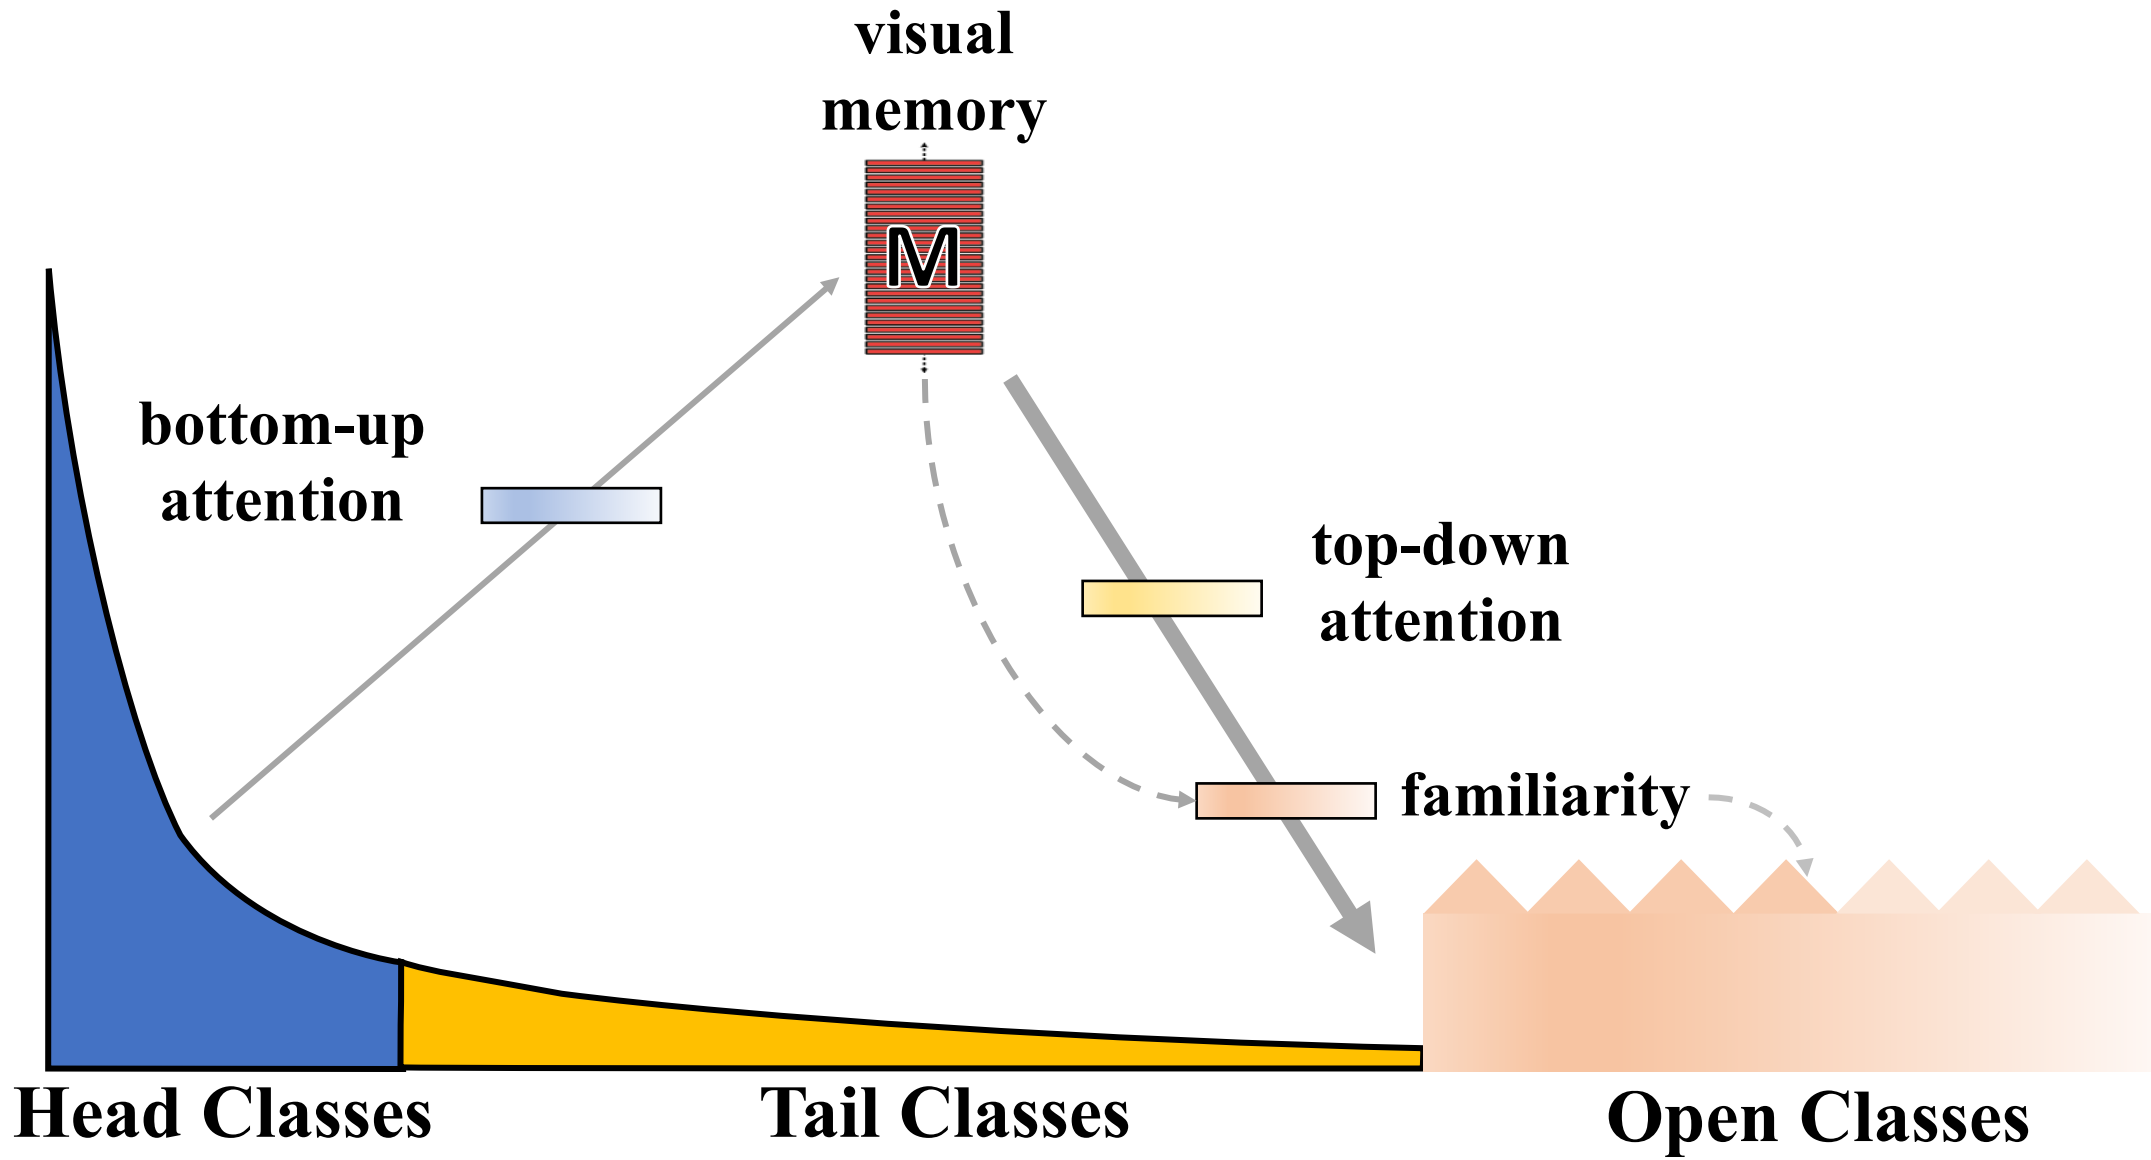 visual
memory
M
bottom-up
attention
top-down
attention
familiarity
Head Classes
Tail Classes
Open Classes